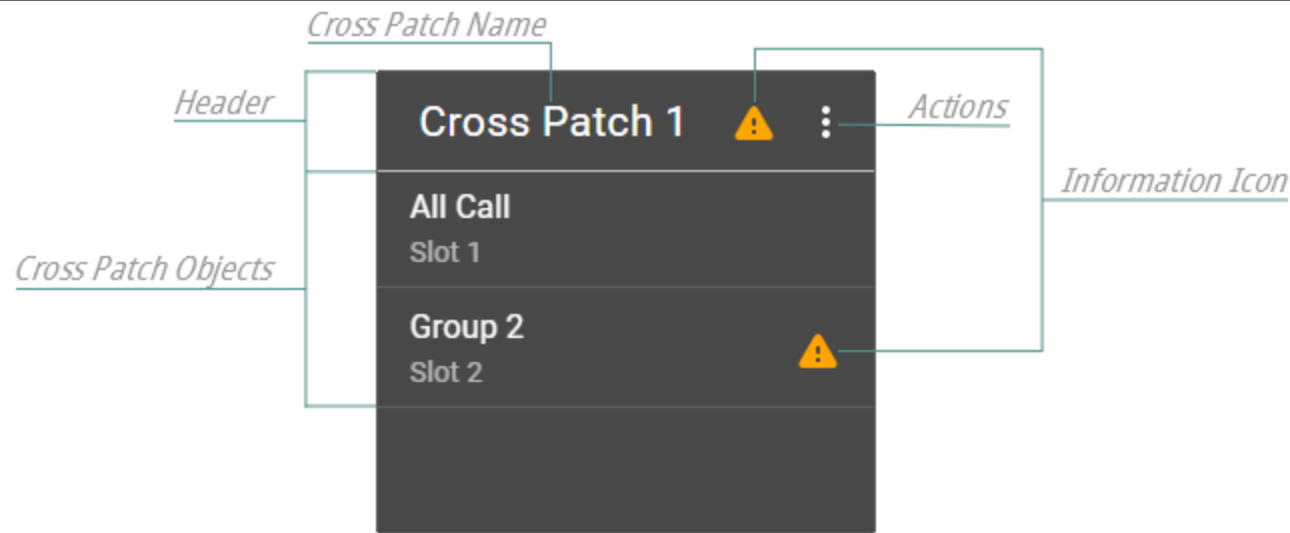 Cross Patch Name
Header
Cross Patch 1
Actions
Information Icon
All Call
Slot 1
Cross Patch Objects
Group 2
Slot 2